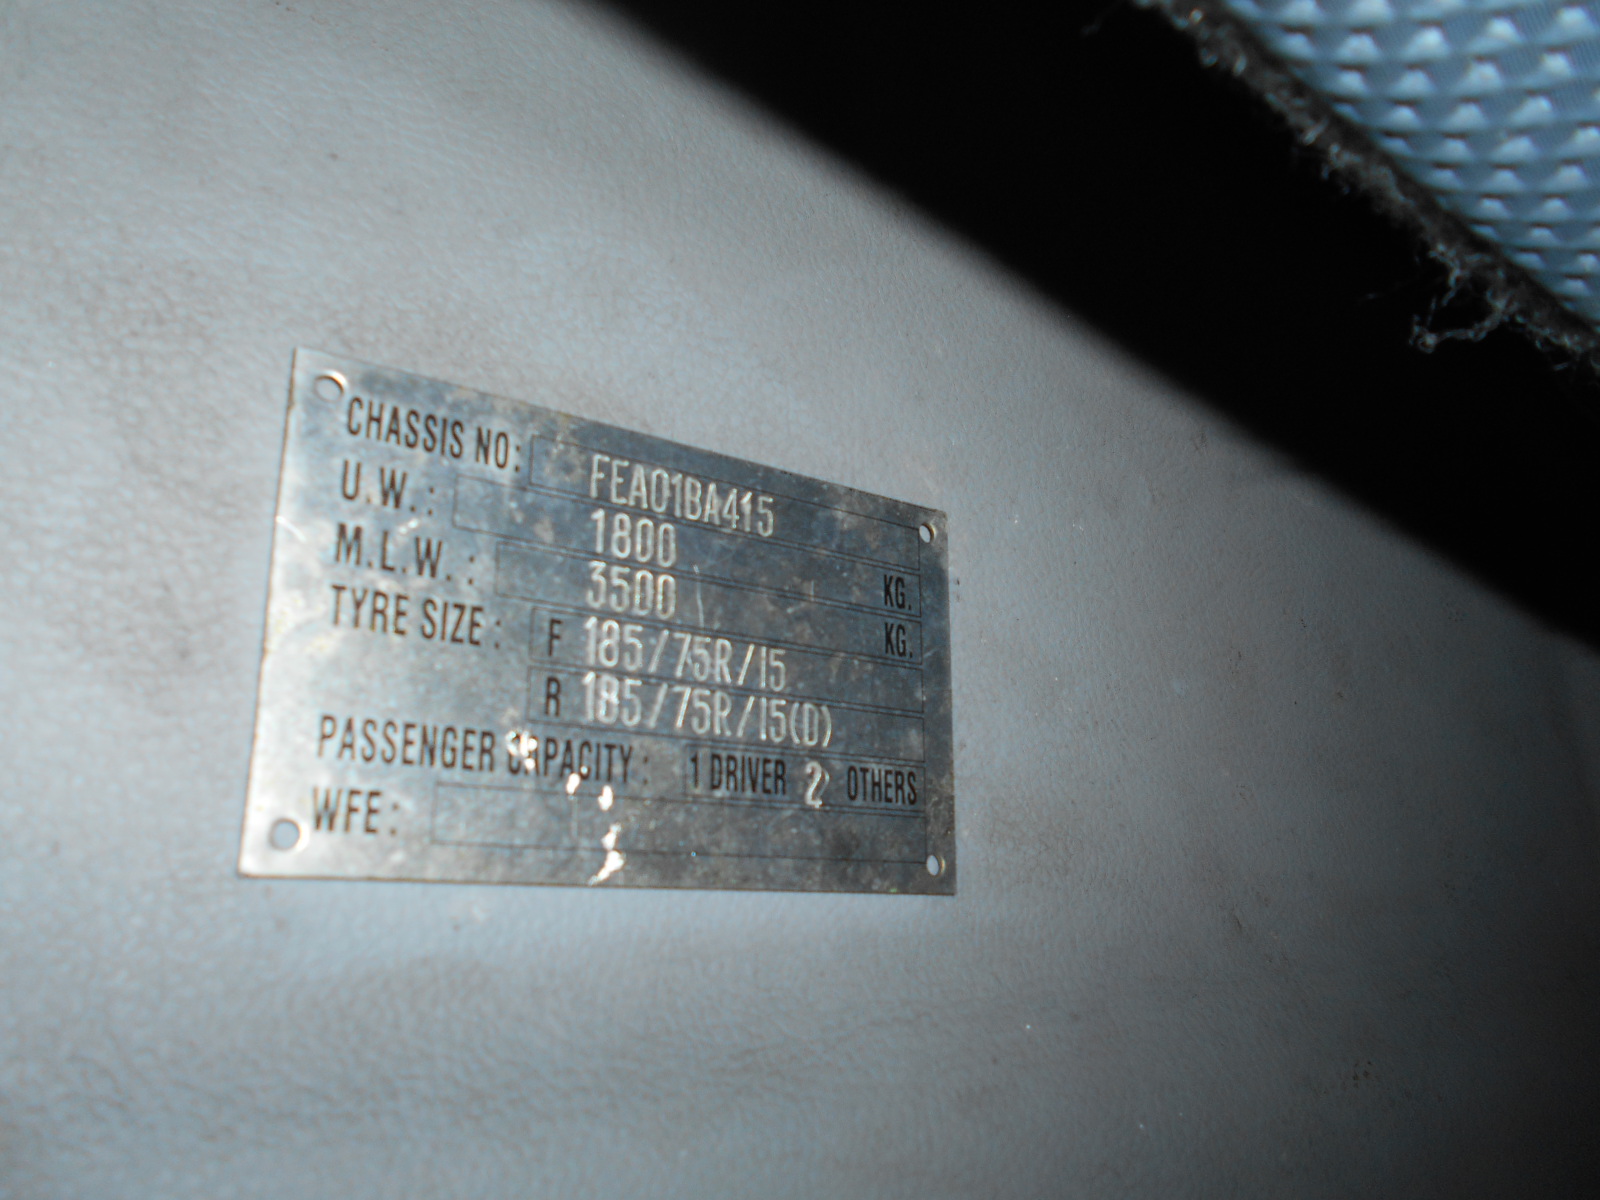 CHASSIS NO: FEA01BA415
U.W.: 1800 KG.
M.L.W.: 3500 KG.
TYRE SIZE: F 185/75R/15
R 185/75R/15(D)
PASSENGER CAPACITY: 1 DRIVER 2 OTHERS
WFE: